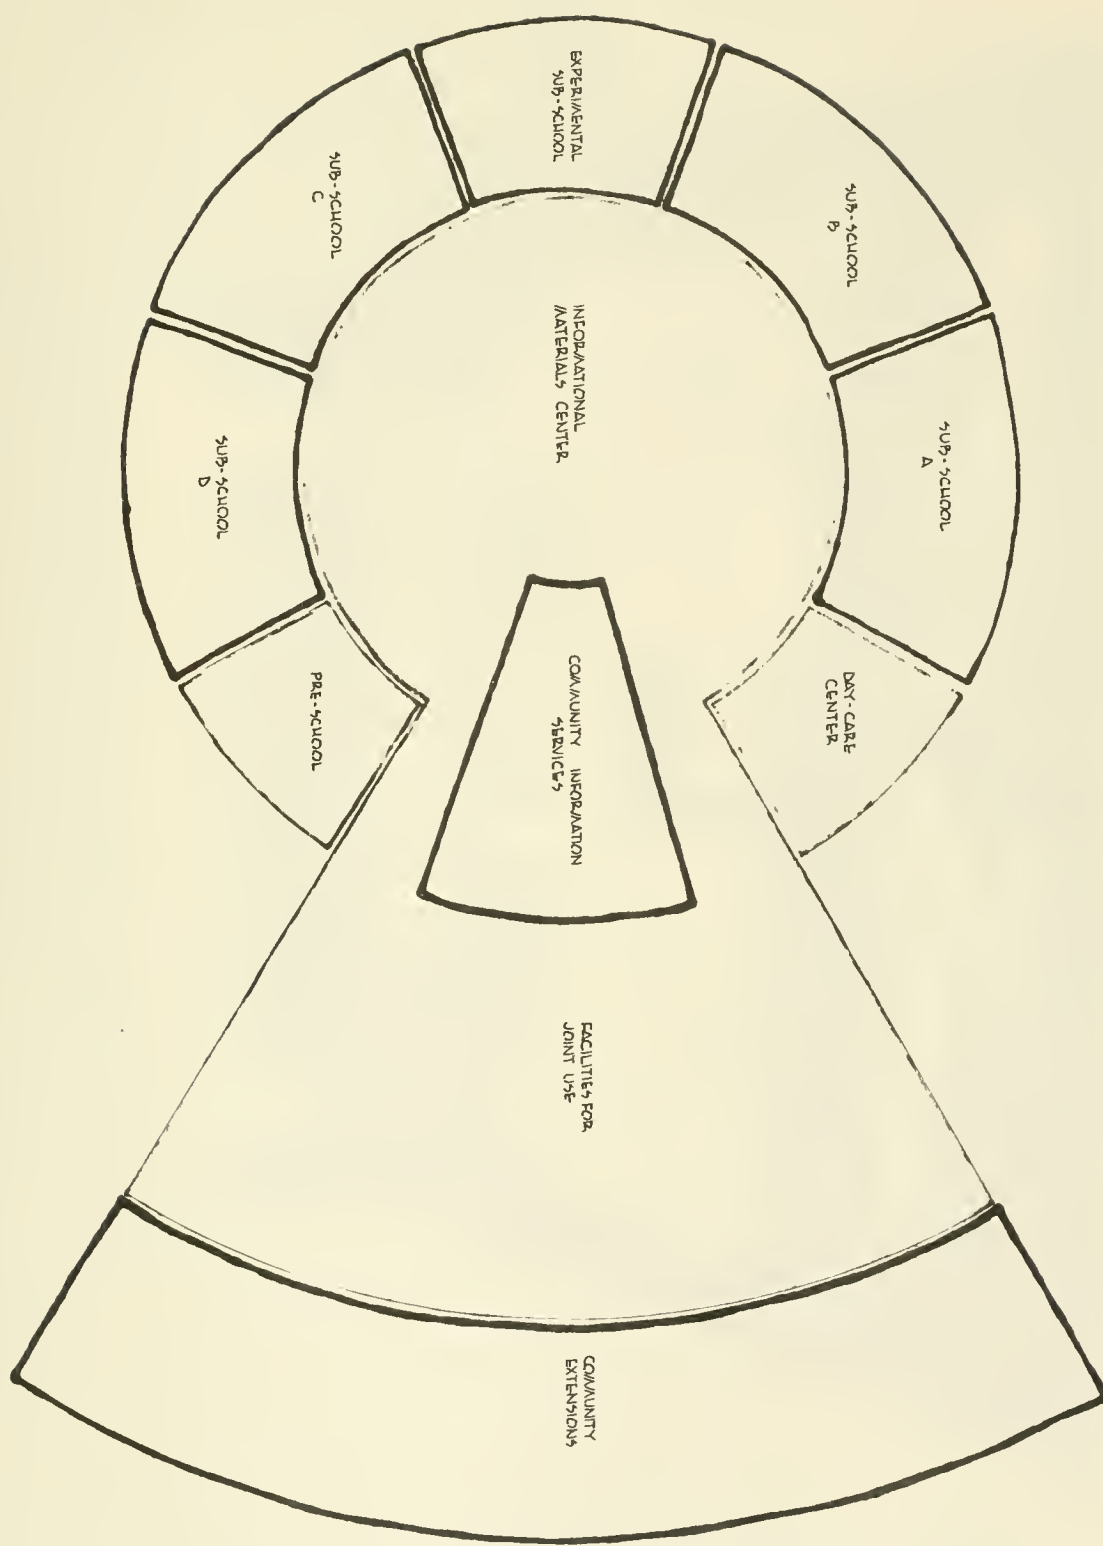 SUB-SCHOOL
A
SUB-SCHOOL
B
DAY-CARE
CENTER
EXPERIMENTAL
SUB-SCHOOL
INFORMATIONAL
MATERIALS CENTER
COMMUNITY INFORMATION
SERVICES
FACILITIES FOR
JOINT USE
COMMUNITY
EXTENSIONS
SUB-SCHOOL
C
PRE-SCHOOL
SUB-SCHOOL
D